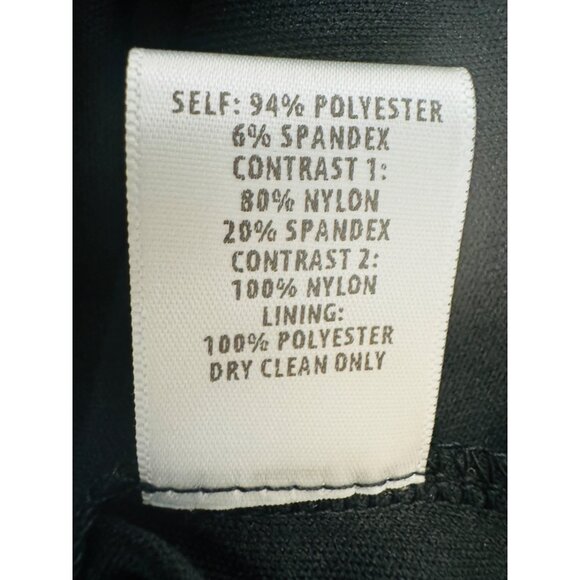 SELF: 94% POLYESTER
6% SPANDEX
CONTRAST 1:
80% NYLON
20% SPANDEX
CONTRAST 2:
100% NYLON
LINING:
100% POLYESTER
DRY CLEAN ONLY